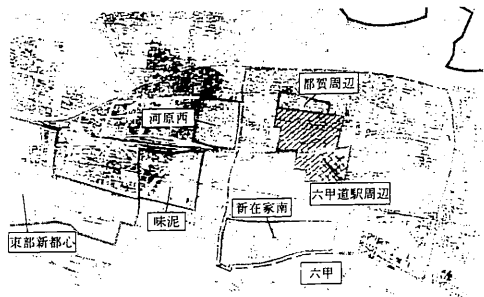 都賀周辺
河原西
六甲道駅周辺
新在家南
味泥
東部新都心
六甲